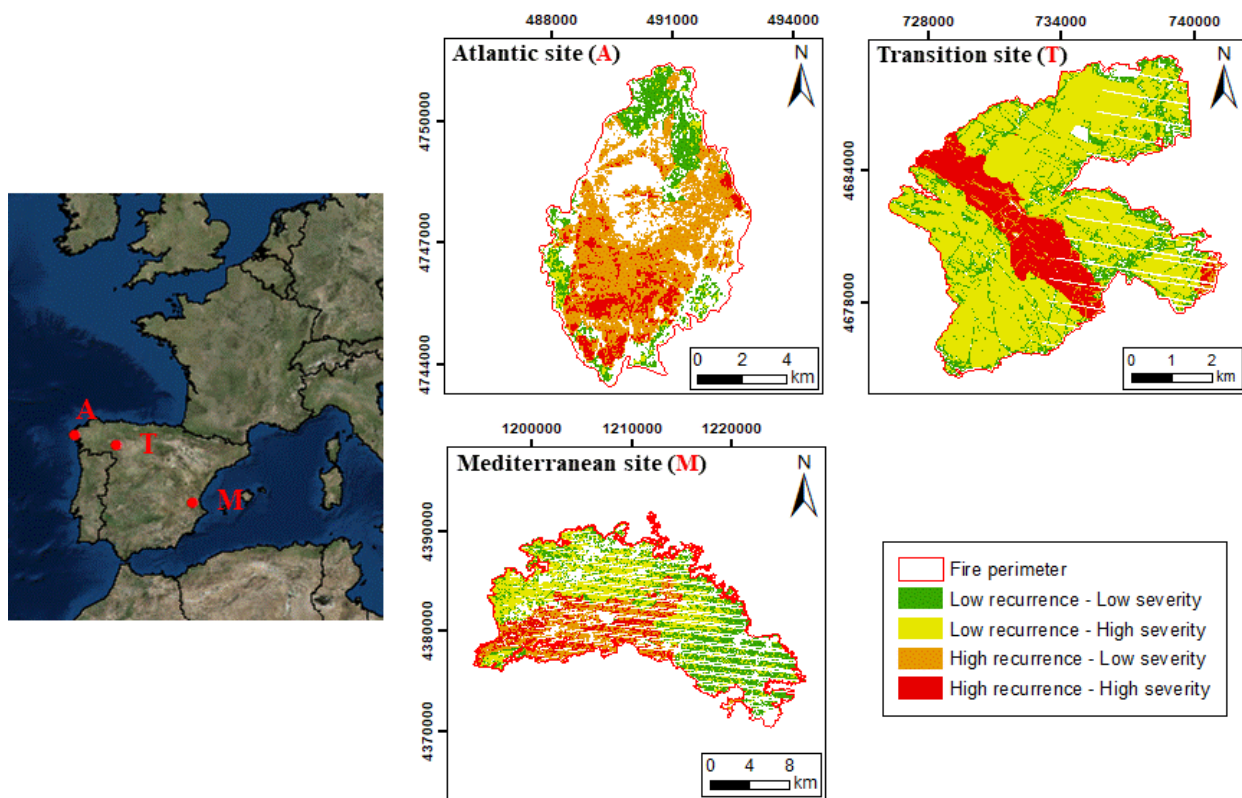 A
T
M
488000 491000 494000
Atlantic site (A)
N
4750000
4747000
4744000
0 2 4
km
728000 734000 740000
Transition site (T)
N
4684000
4678000
0 1 2
km
1200000 1210000 1220000
Mediterranean site (M)
N
4390000
4380000
4370000
0 4 8
km
Fire perimeter
Low recurrence - Low severity
Low recurrence - High severity
High recurrence - Low severity
High recurrence - High severity